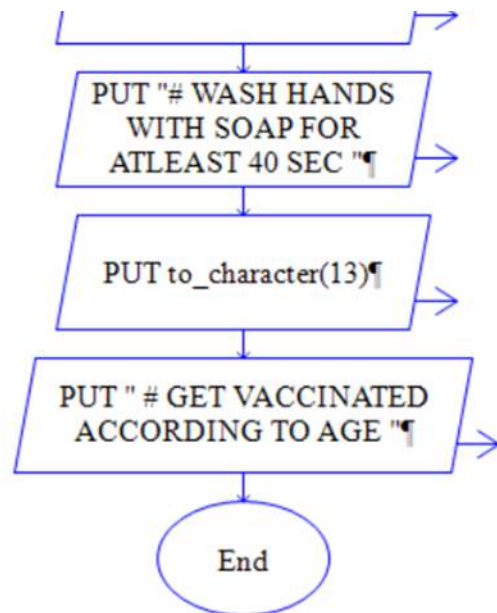 PUT "# WASH HANDS
WITH SOAP FOR
ATLEAST 40 SEC "¶
PUT to_character(13)¶
PUT " # GET VACCINATED
ACCORDING TO AGE "¶
End